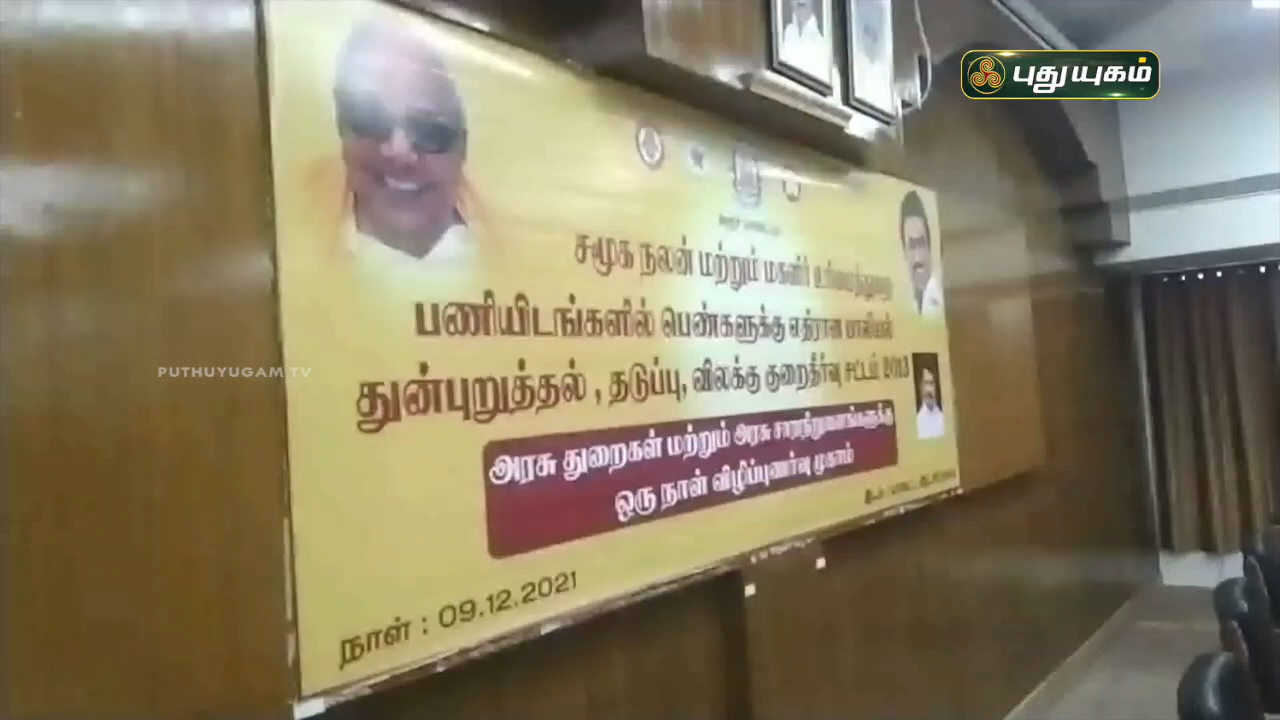 புதுயுகம்
சமூக நலன் மற்றும் மகளிர் உரிமைத்துறை
பணியிடங்களில் பெண்களுக்கு எதிரான பாலியல்
PUTHUYUGAM TV
துன்புறுத்தல் , தடுப்பு, விலக்கு குறைதீர்வு சட்டம் 2013
அரசு துறைகள் மற்றும் அரசு சாராநிறுவனங்களுக்கு
ஒரு நாள் விழிப்புணர்வு முகாம்
நாள் : 09.12.2021